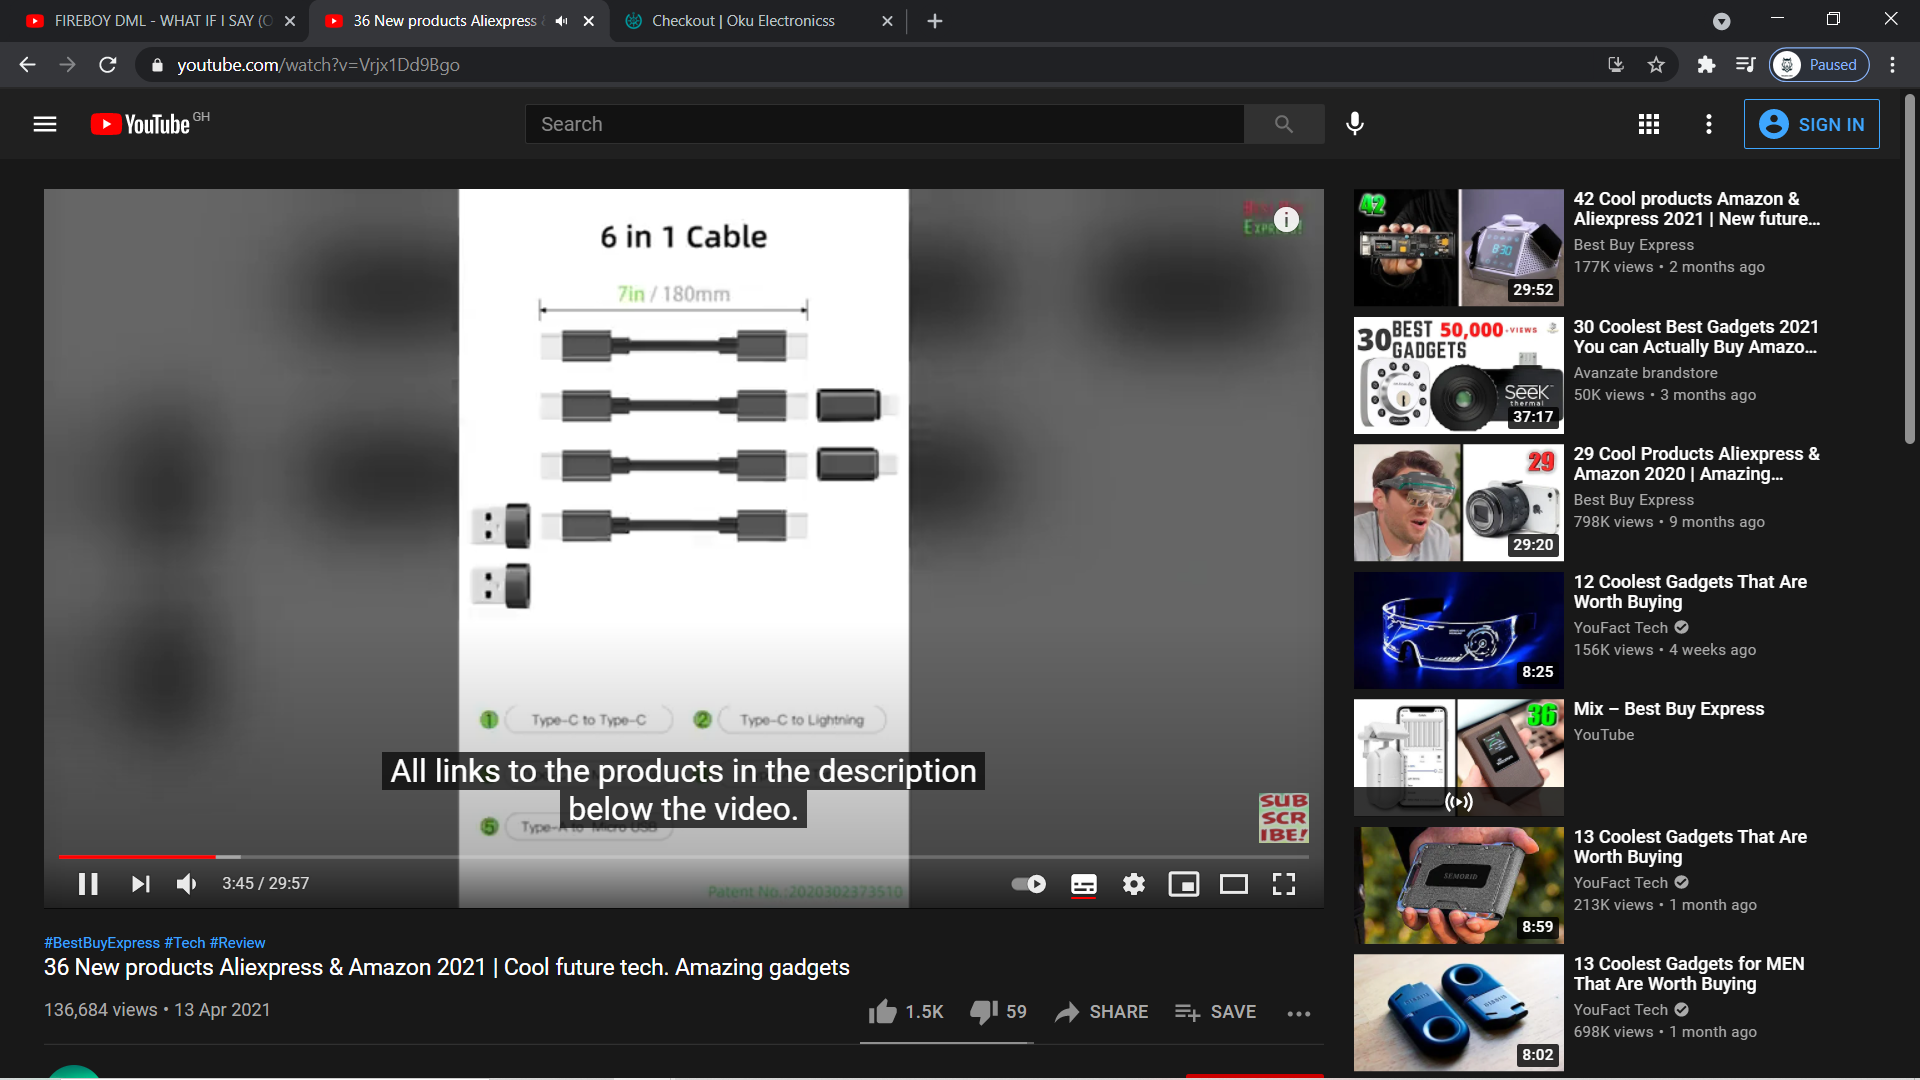 FIREBOY DML - WHAT IF I SAY (O
36 New products Aliexpress &
Checkout | Oku Electronicss
youtube.com/watch?v=Vrjx1Dd9Bgo
Paused
YouTube GH
Search
SIGN IN
6 in 1 Cable
7in / 180mm
1 Type-C to Type-C
2 Type-C to Lightning
All links to the products in the description
below the video.
5 Type-A to Micro USB
SUB
SCR
IBE!
3:45 / 29:57
Patent No.:2020302373510
#BestBuyExpress #Tech #Review
36 New products Aliexpress & Amazon 2021 | Cool future tech. Amazing gadgets
136,684 views • 13 Apr 2021
1.5K
59
SHARE
SAVE
42
8:30
29:52
42 Cool products Amazon &
Aliexpress 2021 | New future...
Best Buy Express
177K views • 2 months ago
30 BEST 50,000+VIEWS
GADGETS
Seek
thermal
37:17
30 Coolest Best Gadgets 2021
You can Actually Buy Amazo...
Avanzate brandstore
50K views • 3 months ago
29
29:20
29 Cool Products Aliexpress &
Amazon 2020 | Amazing...
Best Buy Express
798K views • 9 months ago
8:25
12 Coolest Gadgets That Are
Worth Buying
YouFact Tech
156K views • 4 weeks ago
36
Mix – Best Buy Express
YouTube
SEMORID
8:59
13 Coolest Gadgets That Are
Worth Buying
YouFact Tech
213K views • 1 month ago
8:02
13 Coolest Gadgets for MEN
That Are Worth Buying
YouFact Tech
698K views • 1 month ago